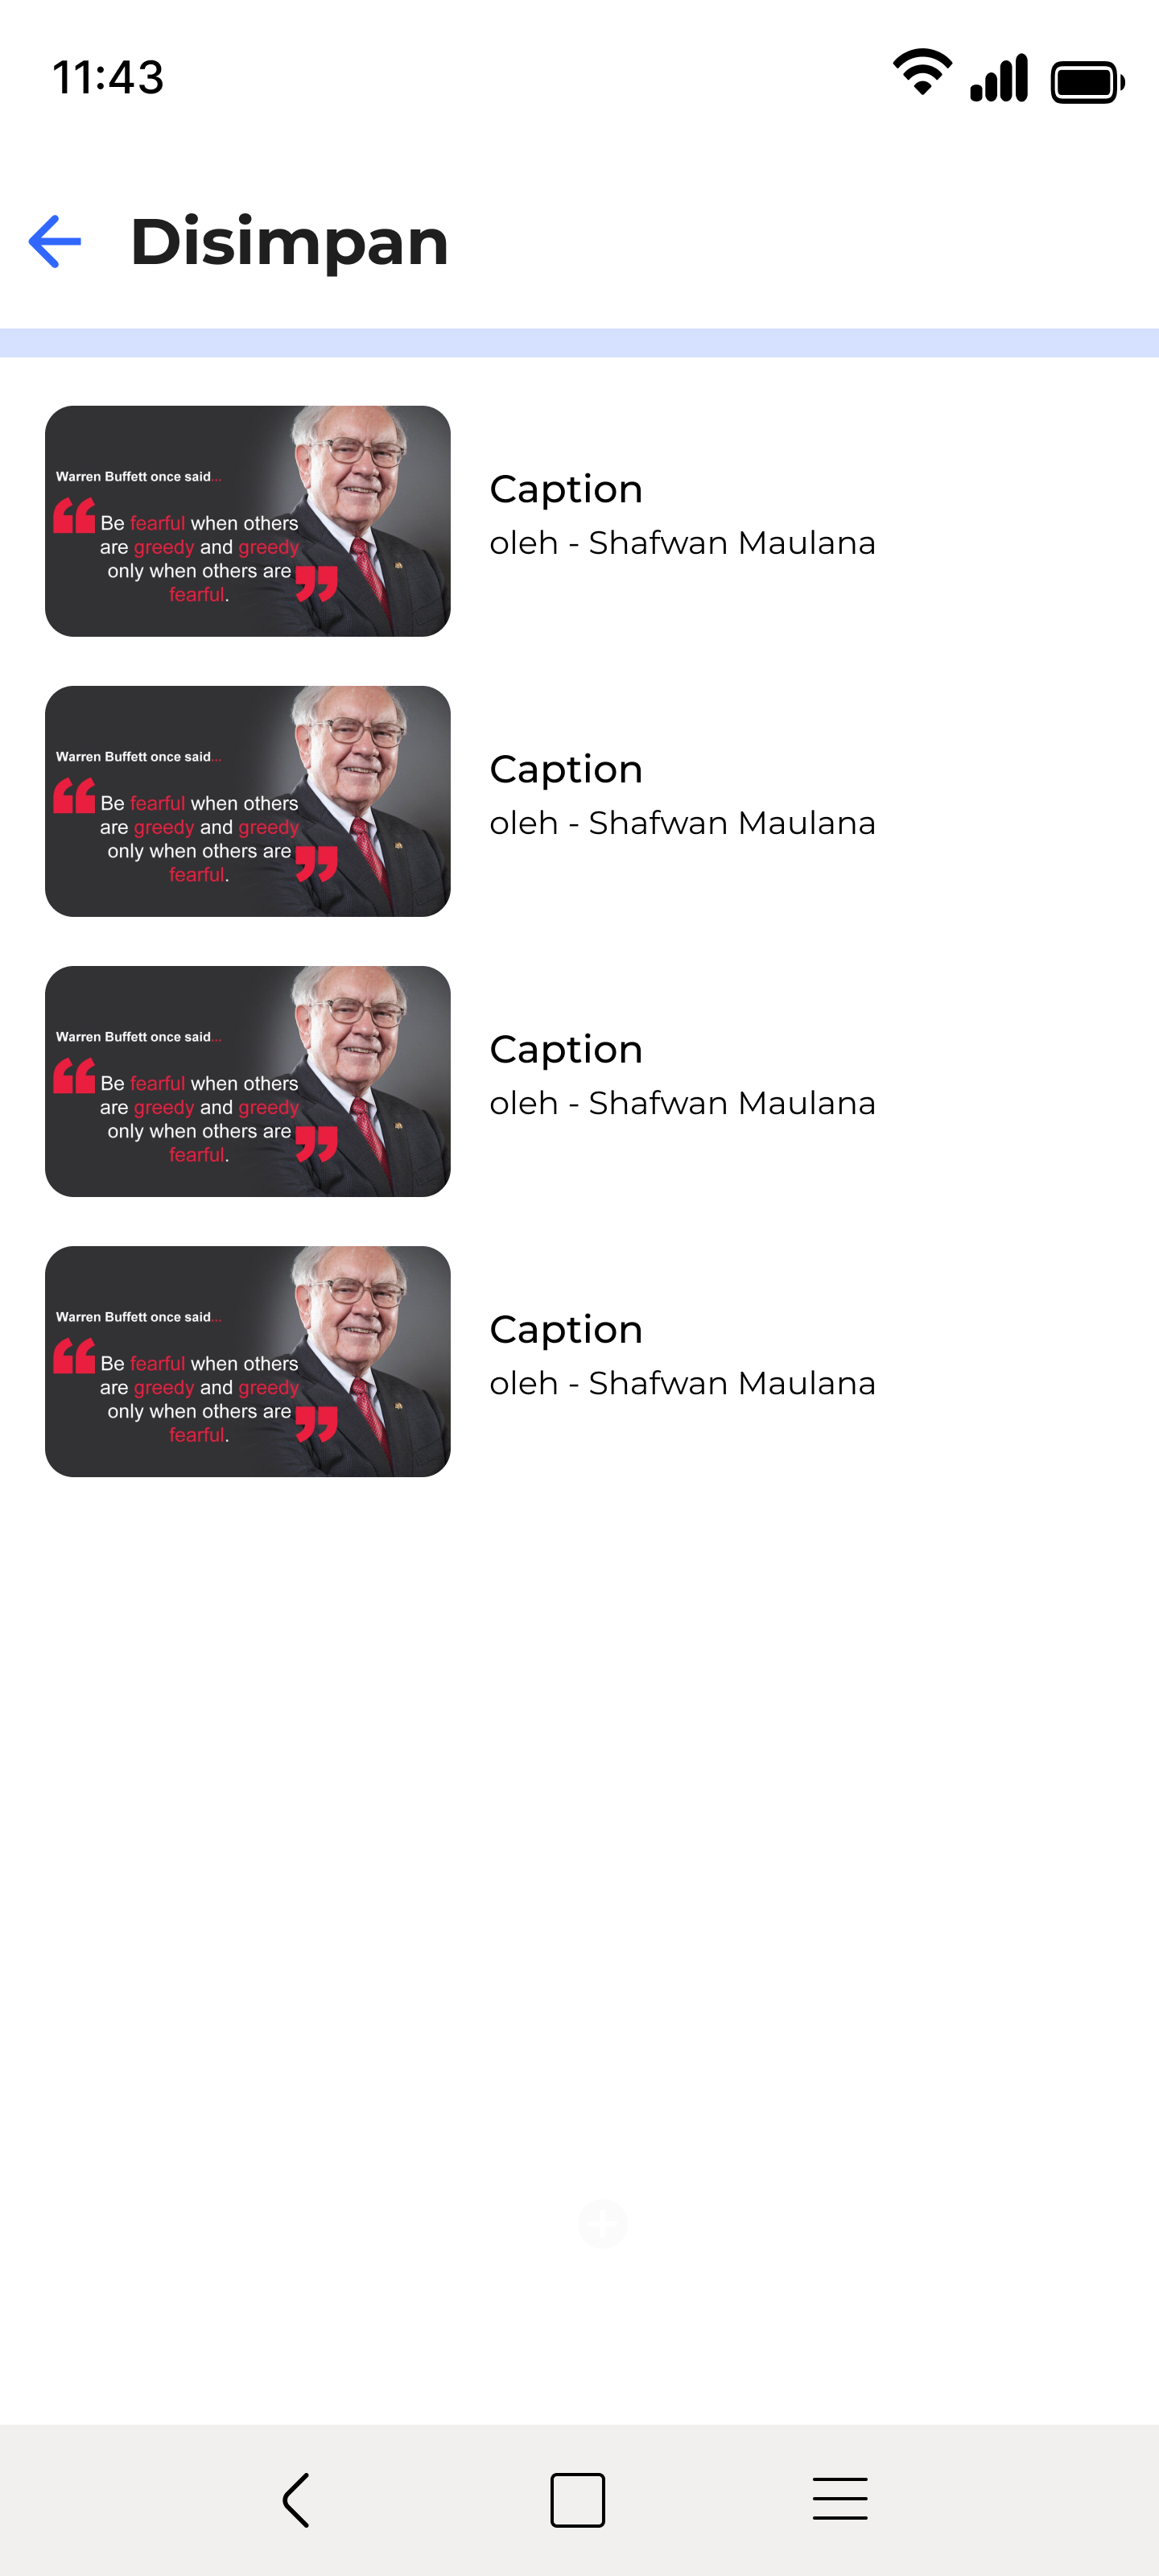 11:43
Disimpan
Warren Buffett once said...
“ Be fearful when others
are greedy and greedy
only when others are
fearful. ”
Caption
oleh - Shafwan Maulana
Warren Buffett once said...
“ Be fearful when others
are greedy and greedy
only when others are
fearful. ”
Caption
oleh - Shafwan Maulana
Warren Buffett once said...
“ Be fearful when others
are greedy and greedy
only when others are
fearful. ”
Caption
oleh - Shafwan Maulana
Warren Buffett once said...
“ Be fearful when others
are greedy and greedy
only when others are
fearful. ”
Caption
oleh - Shafwan Maulana